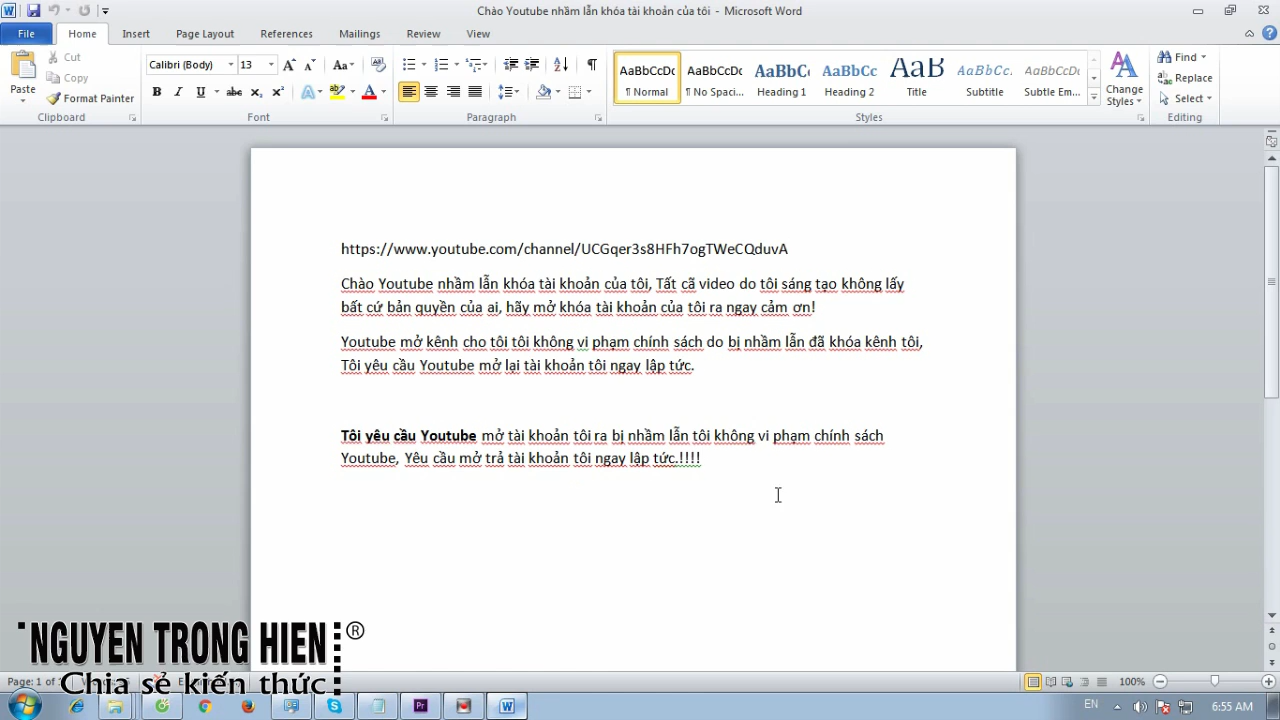 Chào Youtube nhầm lẫn khóa tài khoản của tôi - Microsoft Word
File Home Insert Page Layout References Mailings Review View
Paste
Cut
Copy
Format Painter
Clipboard
Calibri (Body) 13
Font
Paragraph
AaBbCcDc AaBbCcDc AaBbCc AaBbCc AaB AaBbCc. AaBbCcDc
¶ Normal ¶ No Spaci... Heading 1 Heading 2 Title Subtitle Subtle Em...
Change
Styles
Styles
Find
Replace
Select
Editing
https://www.youtube.com/channel/UCGqer3s8HFh7ogTWeCQduvA
Chào Youtube nhầm lẫn khóa tài khoản của tôi, Tất cã video do tôi sáng tạo không lấy
bất cứ bản quyền của ai, hãy mở khóa tài khoản của tôi ra ngay cảm ơn!
Youtube mở kênh cho tôi tôi không vi phạm chính sách do bị nhầm lẫn đã khóa kênh tôi,
Tôi yêu cầu Youtube mở lại tài khoản tôi ngay lập tức.
Tôi yêu cầu Youtube mở tài khoản tôi ra bị nhầm lẫn tôi không vi phạm chính sách
Youtube, Yêu cầu mở trả tài khoản tôi ngay lập tức.!!!!
NGUYEN TRONG HIEN ®
Chia sẻ kiến thức
Page: 1 of
100%
EN
6:55 AM